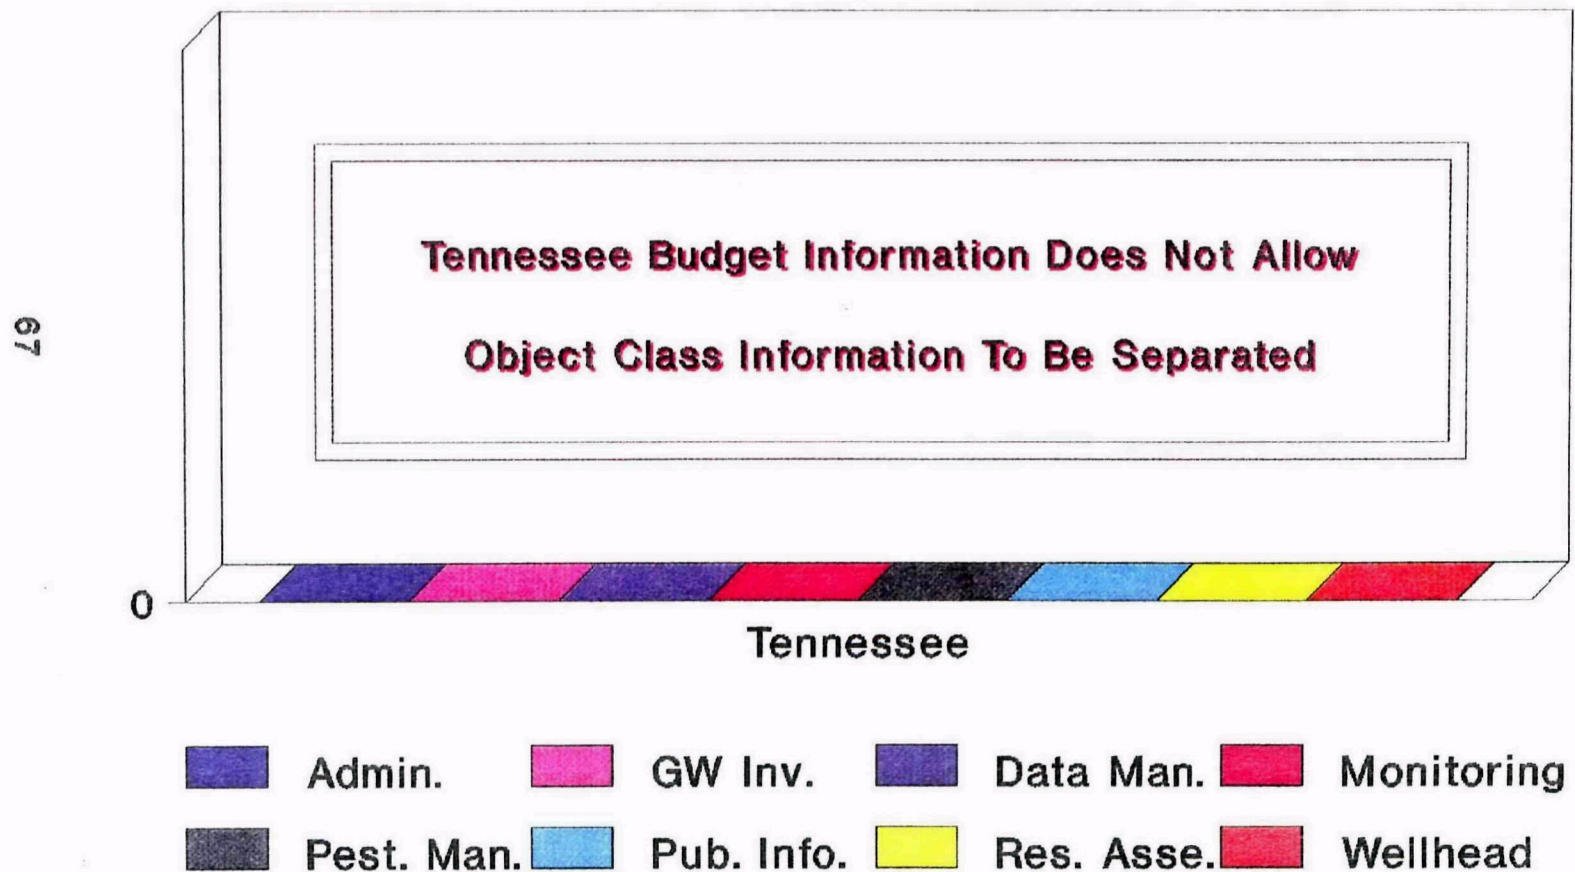 Tennessee Budget Information Does Not Allow
Object Class Information To Be Separated
67
0
Tennessee
Admin. GW Inv. Data Man. Monitoring
Pest. Man. Pub. Info. Res. Asse. Wellhead